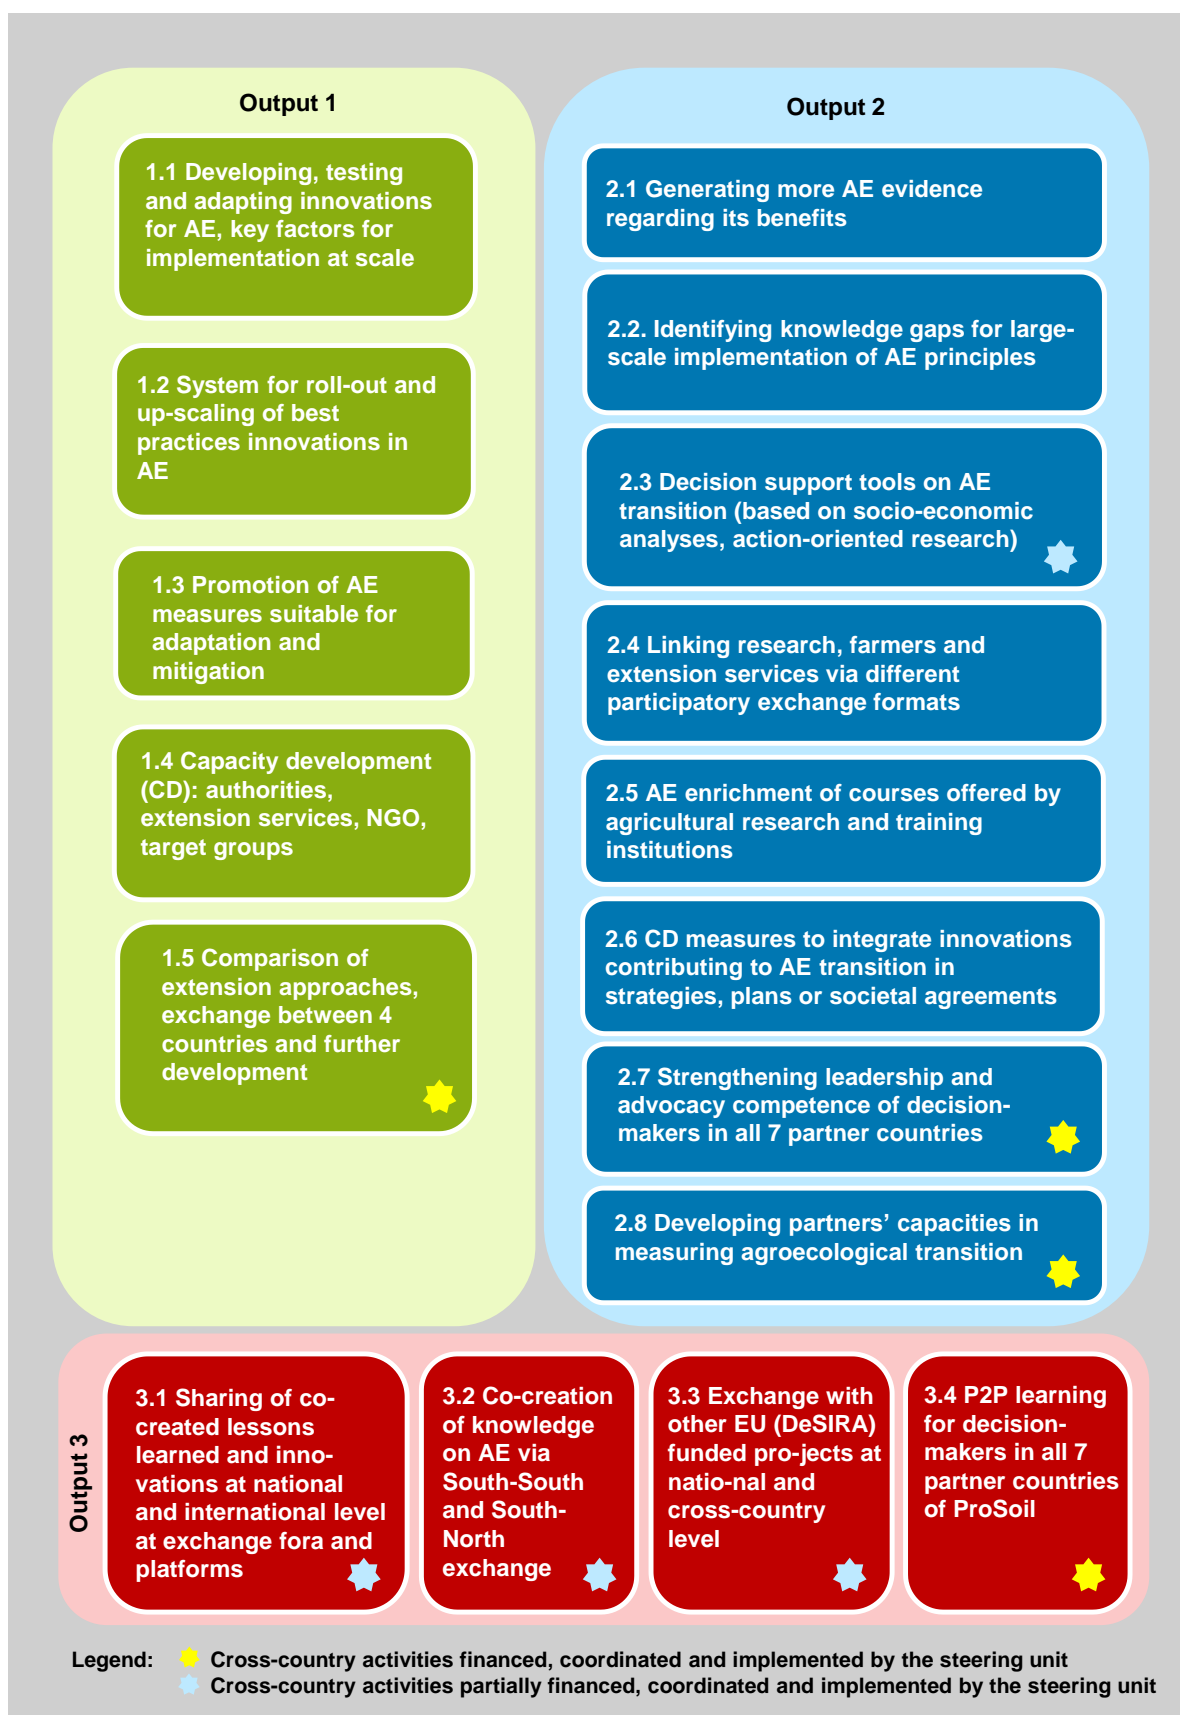 Output 1
1.1 Developing, testing
and adapting innovations
for AE, key factors for
implementation at scale
1.2 System for roll-out and
up-scaling of best
practices innovations in
AE
1.3 Promotion of AE
measures suitable for
adaptation and
mitigation
1.4 Capacity development
(CD): authorities,
extension services, NGO,
target groups
1.5 Comparison of
extension approaches,
exchange between 4
countries and further
development
Output 2
2.1 Generating more AE evidence
regarding its benefits
2.2. Identifying knowledge gaps for large-
scale implementation of AE principles
2.3 Decision support tools on AE
transition (based on socio-economic
analyses, action-oriented research)
2.4 Linking research, farmers and
extension services via different
participatory exchange formats
2.5 AE enrichment of courses offered by
agricultural research and training
institutions
2.6 CD measures to integrate innovations
contributing to AE transition in
strategies, plans or societal agreements
2.7 Strengthening leadership and
advocacy competence of decision-
makers in all 7 partner countries
2.8 Developing partners’ capacities in
measuring agroecological transition
Output 3
3.1 Sharing of co-
created lessons
learned and inno-
vations at national
and international level
at exchange fora and
platforms
3.2 Co-creation
of knowledge
on AE via
South-South
and South-
North
exchange
3.3 Exchange with
other EU (DeSIRA)
funded pro-jects at
natio-nal and
cross-country
level
3.4 P2P learning
for decision-
makers in all 7
partner countries
of ProSoil
Legend:
Cross-country activities financed, coordinated and implemented by the steering unit
Cross-country activities partially financed, coordinated and implemented by the steering unit